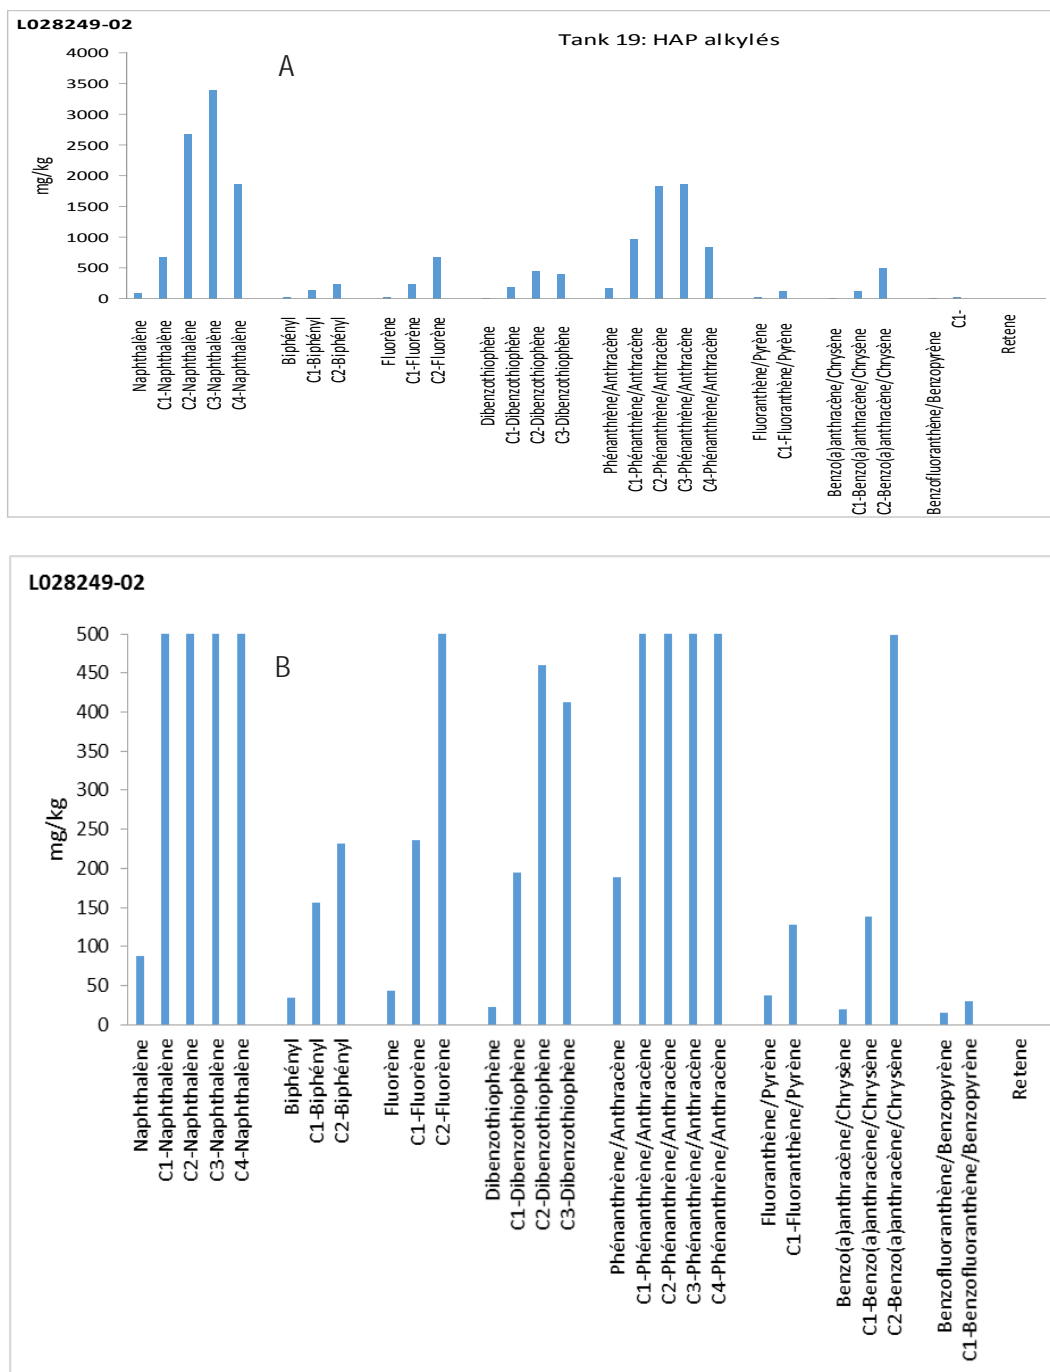 L028249-02
Tank 19: HAP alkylés
A
mg/kg
4000
3500
3000
2500
2000
1500
1000
500
0
Naphthalène
C1-Naphthalène
C2-Naphthalène
C3-Naphthalène
C4-Naphthalène
Biphényl
C1-Biphényl
C2-Biphényl
Fluorène
C1-Fluorène
C2-Fluorène
Dibenzothiophène
C1-Dibenzothiophène
C2-Dibenzothiophène
C3-Dibenzothiophène
Phénanthrène/Anthracène
C1-Phénanthrène/Anthracène
C2-Phénanthrène/Anthracène
C3-Phénanthrène/Anthracène
C4-Phénanthrène/Anthracène
Fluoranthène/Pyrène
C1-Fluoranthène/Pyrène
Benzo(a)anthracène/Chrysène
C1-Benzo(a)anthracène/Chrysène
C2-Benzo(a)anthracène/Chrysène
Benzofluoranthène/Benzopyrène
C1-
Retene
L028249-02
B
mg/kg
500
450
400
350
300
250
200
150
100
50
0
Naphthalène
C1-Naphthalène
C2-Naphthalène
C3-Naphthalène
C4-Naphthalène
Biphényl
C1-Biphényl
C2-Biphényl
Fluorène
C1-Fluorène
C2-Fluorène
Dibenzothiophène
C1-Dibenzothiophène
C2-Dibenzothiophène
C3-Dibenzothiophène
Phénanthrène/Anthracène
C1-Phénanthrène/Anthracène
C2-Phénanthrène/Anthracène
C3-Phénanthrène/Anthracène
C4-Phénanthrène/Anthracène
Fluoranthène/Pyrène
C1-Fluoranthène/Pyrène
Benzo(a)anthracène/Chrysène
C1-Benzo(a)anthracène/Chrysène
C2-Benzo(a)anthracène/Chrysène
Benzofluoranthène/Benzopyrène
C1-Benzofluoranthène/Benzopyrène
Retene